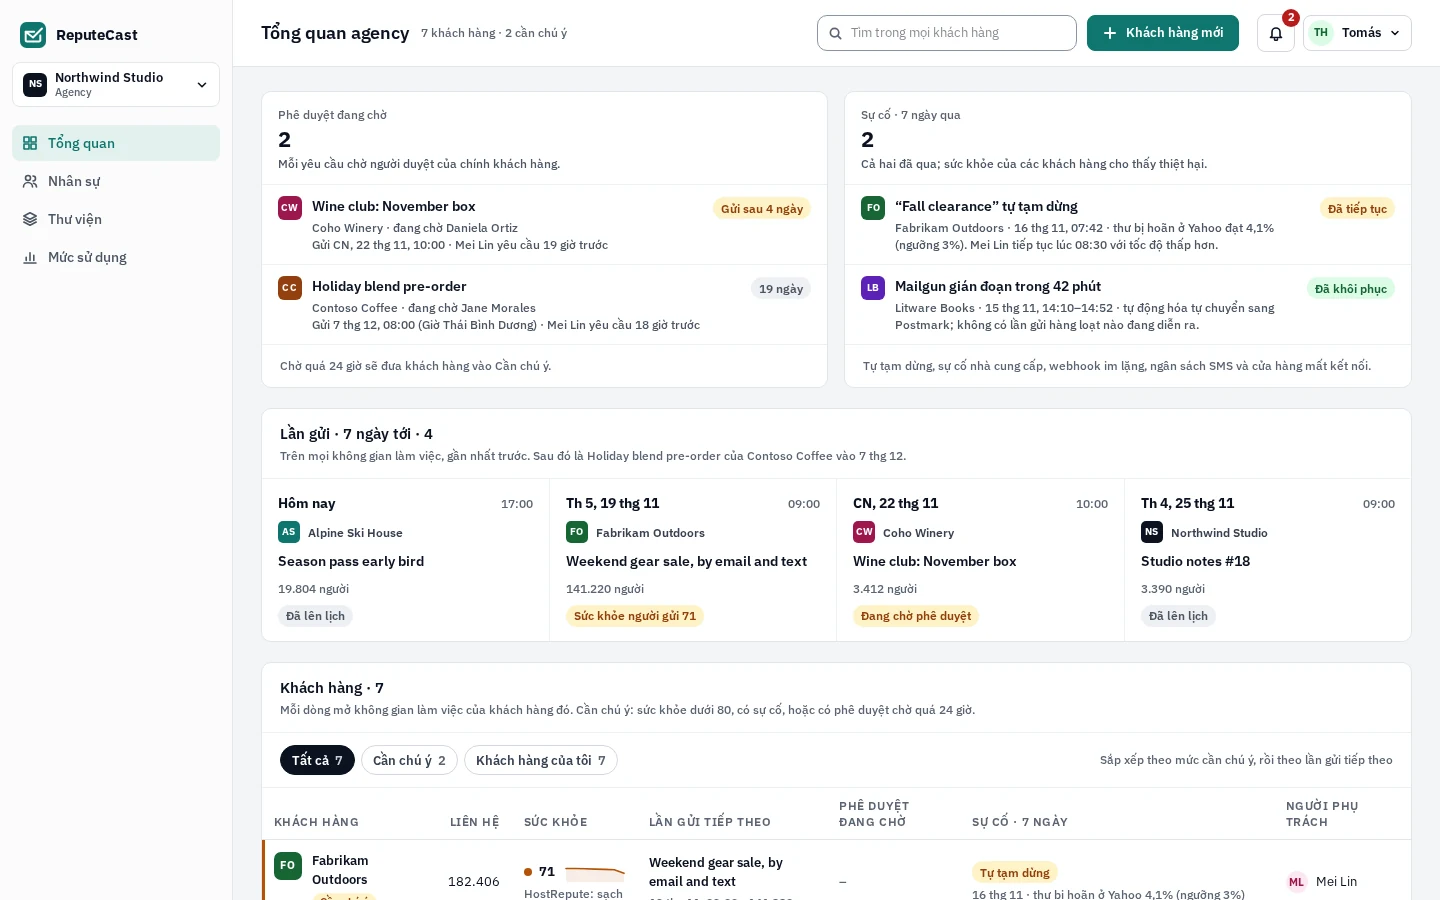 ReputeCast
NS
Northwind Studio
Agency
Tổng quan
Nhân sự
Thư viện
Mức sử dụng
Tổng quan agency
7 khách hàng · 2 cần chú ý
Tìm trong mọi khách hàng
Khách hàng mới
2
TH
Tomás
Phê duyệt đang chờ
2
Mỗi yêu cầu chờ người duyệt của chính khách hàng.
CW
Wine club: November box
Gửi sau 4 ngày
Coho Winery · đang chờ Daniela Ortiz
Gửi CN, 22 thg 11, 10:00 · Mei Lin yêu cầu 19 giờ trước
CC
Holiday blend pre-order
19 ngày
Contoso Coffee · đang chờ Jane Morales
Gửi 7 thg 12, 08:00 (Giờ Thái Bình Dương) · Mei Lin yêu cầu 18 giờ trước
Chờ quá 24 giờ sẽ đưa khách hàng vào Cần chú ý.
Sự cố · 7 ngày qua
2
Cả hai đã qua; sức khỏe của các khách hàng cho thấy thiệt hại.
FO
“Fall clearance” tự tạm dừng
Đã tiếp tục
Fabrikam Outdoors · 16 thg 11, 07:42 · thư bị hoãn ở Yahoo đạt 4,1%
(ngưỡng 3%). Mei Lin tiếp tục lúc 08:30 với tốc độ thấp hơn.
LB
Mailgun gián đoạn trong 42 phút
Đã khôi phục
Litware Books · 15 thg 11, 14:10–14:52 · tự động hóa tự chuyển sang
Postmark; không có lần gửi hàng loạt nào đang diễn ra.
Tự tạm dừng, sự cố nhà cung cấp, webhook im lặng, ngân sách SMS và cửa hàng mất kết nối.
Lần gửi · 7 ngày tới · 4
Trên mọi không gian làm việc, gần nhất trước. Sau đó là Holiday blend pre-order của Contoso Coffee vào 7 thg 12.
Hôm nay
17:00
AS
Alpine Ski House
Season pass early bird
19.804 người
Đã lên lịch
Th 5, 19 thg 11
09:00
FO
Fabrikam Outdoors
Weekend gear sale, by email and text
141.220 người
Sức khỏe người gửi 71
CN, 22 thg 11
10:00
CW
Coho Winery
Wine club: November box
3.412 người
Đang chờ phê duyệt
Th 4, 25 thg 11
09:00
NS
Northwind Studio
Studio notes #18
3.390 người
Đã lên lịch
Khách hàng · 7
Mỗi dòng mở không gian làm việc của khách hàng đó. Cần chú ý: sức khỏe dưới 80, có sự cố, hoặc có phê duyệt chờ quá 24 giờ.
Tất cả 7
Cần chú ý 2
Khách hàng của tôi 7
Sắp xếp theo mức cần chú ý, rồi theo lần gửi tiếp theo
KHÁCH HÀNG
LIÊN HỆ
SỨC KHỎE
LẦN GỬI TIẾP THEO
PHÊ DUYỆT
ĐANG CHỜ
SỰ CỐ · 7 NGÀY
NGƯỜI PHỤ
TRÁCH
FO
Fabrikam
Outdoors
182.406
71
HostRepute: sạch
Weekend gear sale, by
email and text
–
Tự tạm dừng
16 thg 11 · thư bị hoãn ở Yahoo 4,1% (ngưỡng 3%)
ML
Mei Lin